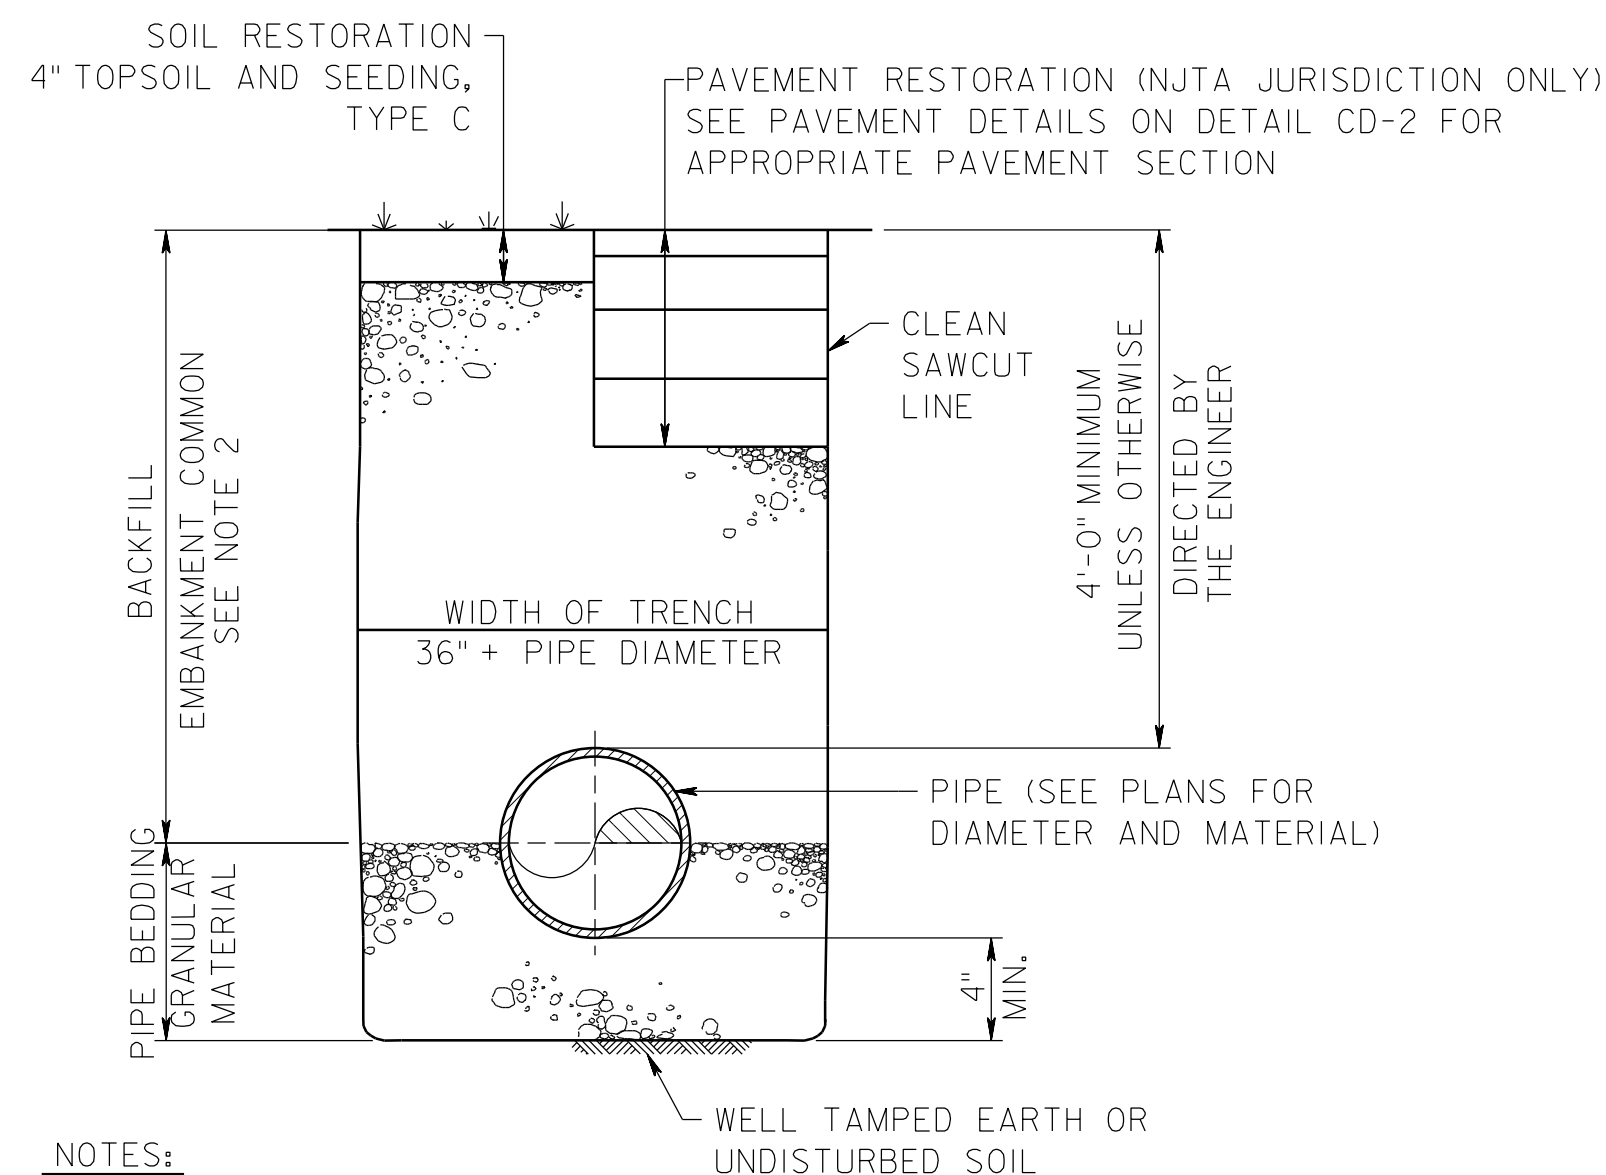 SOIL RESTORATION
4" TOPSOIL AND SEEDING,
TYPE C
PAVEMENT RESTORATION (NJTA JURISDICTION ONLY)
SEE PAVEMENT DETAILS ON DETAIL CD-2 FOR
APPROPRIATE PAVEMENT SECTION
CLEAN
SAWCUT
LINE
BACKFILL
EMBANKMENT COMMON
SEE NOTE 2
4'-0" MINIMUM
UNLESS OTHERWISE
DIRECTED BY
THE ENGINEER
WIDTH OF TRENCH
36" + PIPE DIAMETER
PIPE (SEE PLANS FOR
DIAMETER AND MATERIAL)
PIPE BEDDING
GRANULAR
MATERIAL
4"
MIN.
WELL TAMPED EARTH OR
UNDISTURBED SOIL
NOTES: